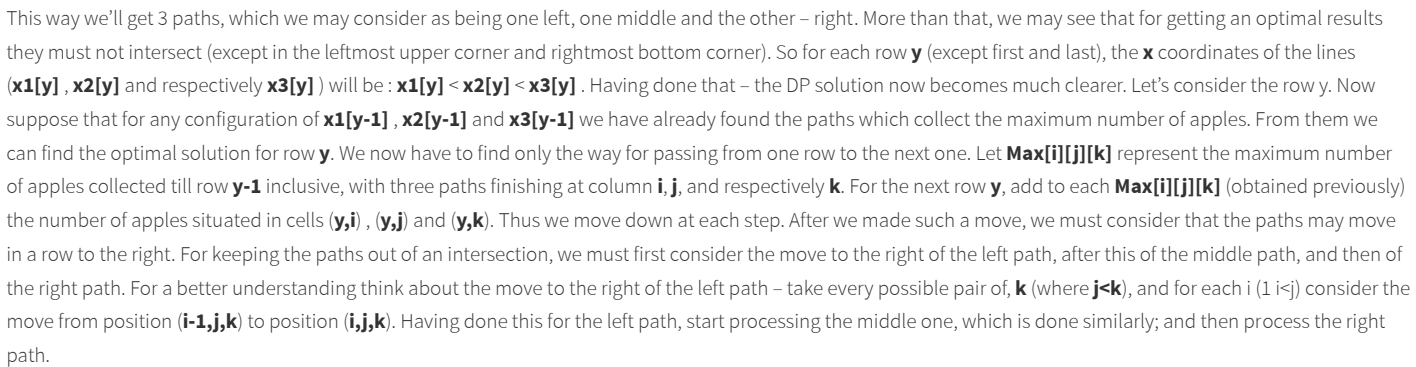 This way we'll get 3 paths, which we may consider as being one left, one middle and the other – right. More than that, we may see that for getting an optimal results
they must not intersect (except in the leftmost upper corner and rightmost bottom corner). So for each row y (except first and last), the x coordinates of the lines
(x1[y] , x2[y] and respectively x3[y] ) will be : x1[y] < x2[y] < x3[y] . Having done that – the DP solution now becomes much clearer. Let's consider the row y. Now
suppose that for any configuration of x1[y-1] , x2[y-1] and x3[y-1] we have already found the paths which collect the maximum number of apples. From them we
can find the optimal solution for row y. We now have to find only the way for passing from one row to the next one. Let Max[i][j][k] represent the maximum number
of apples collected till row y-1 inclusive, with three paths finishing at column i, j, and respectively k. For the next row y, add to each Max[i][j][k] (obtained previously)
the number of apples situated in cells (y,i) , (y,j) and (y,k). Thus we move down at each step. After we made such a move, we must consider that the paths may move
in a row to the right. For keeping the paths out of an intersection, we must first consider the move to the right of the left path, after this of the middle path, and then of
the right path. For a better understanding think about the move to the right of the left path – take every possible pair of, k (where j<k), and for each i (1 i<j) consider the
move from position (i-1,j,k) to position (i,j,k). Having done this for the left path, start processing the middle one, which is done similarly; and then process the right
path.